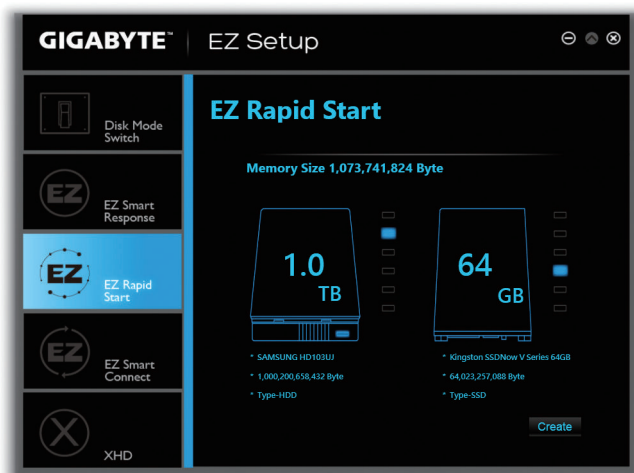 GIGABYTE™ EZ Setup
Disk Mode
Switch
EZ
EZ Smart
Response
EZ
EZ Rapid
Start
EZ
EZ Smart
Connect
X
XHD
EZ Rapid Start
Memory Size 1,073,741,824 Byte
1.0
TB
* SAMSUNG HD103UJ
* 1,000,200,658,432 Byte
* Type-HDD
64
GB
* Kingston SSDNow V Series 64GB
* 64,023,257,088 Byte
* Type-SSD
Create